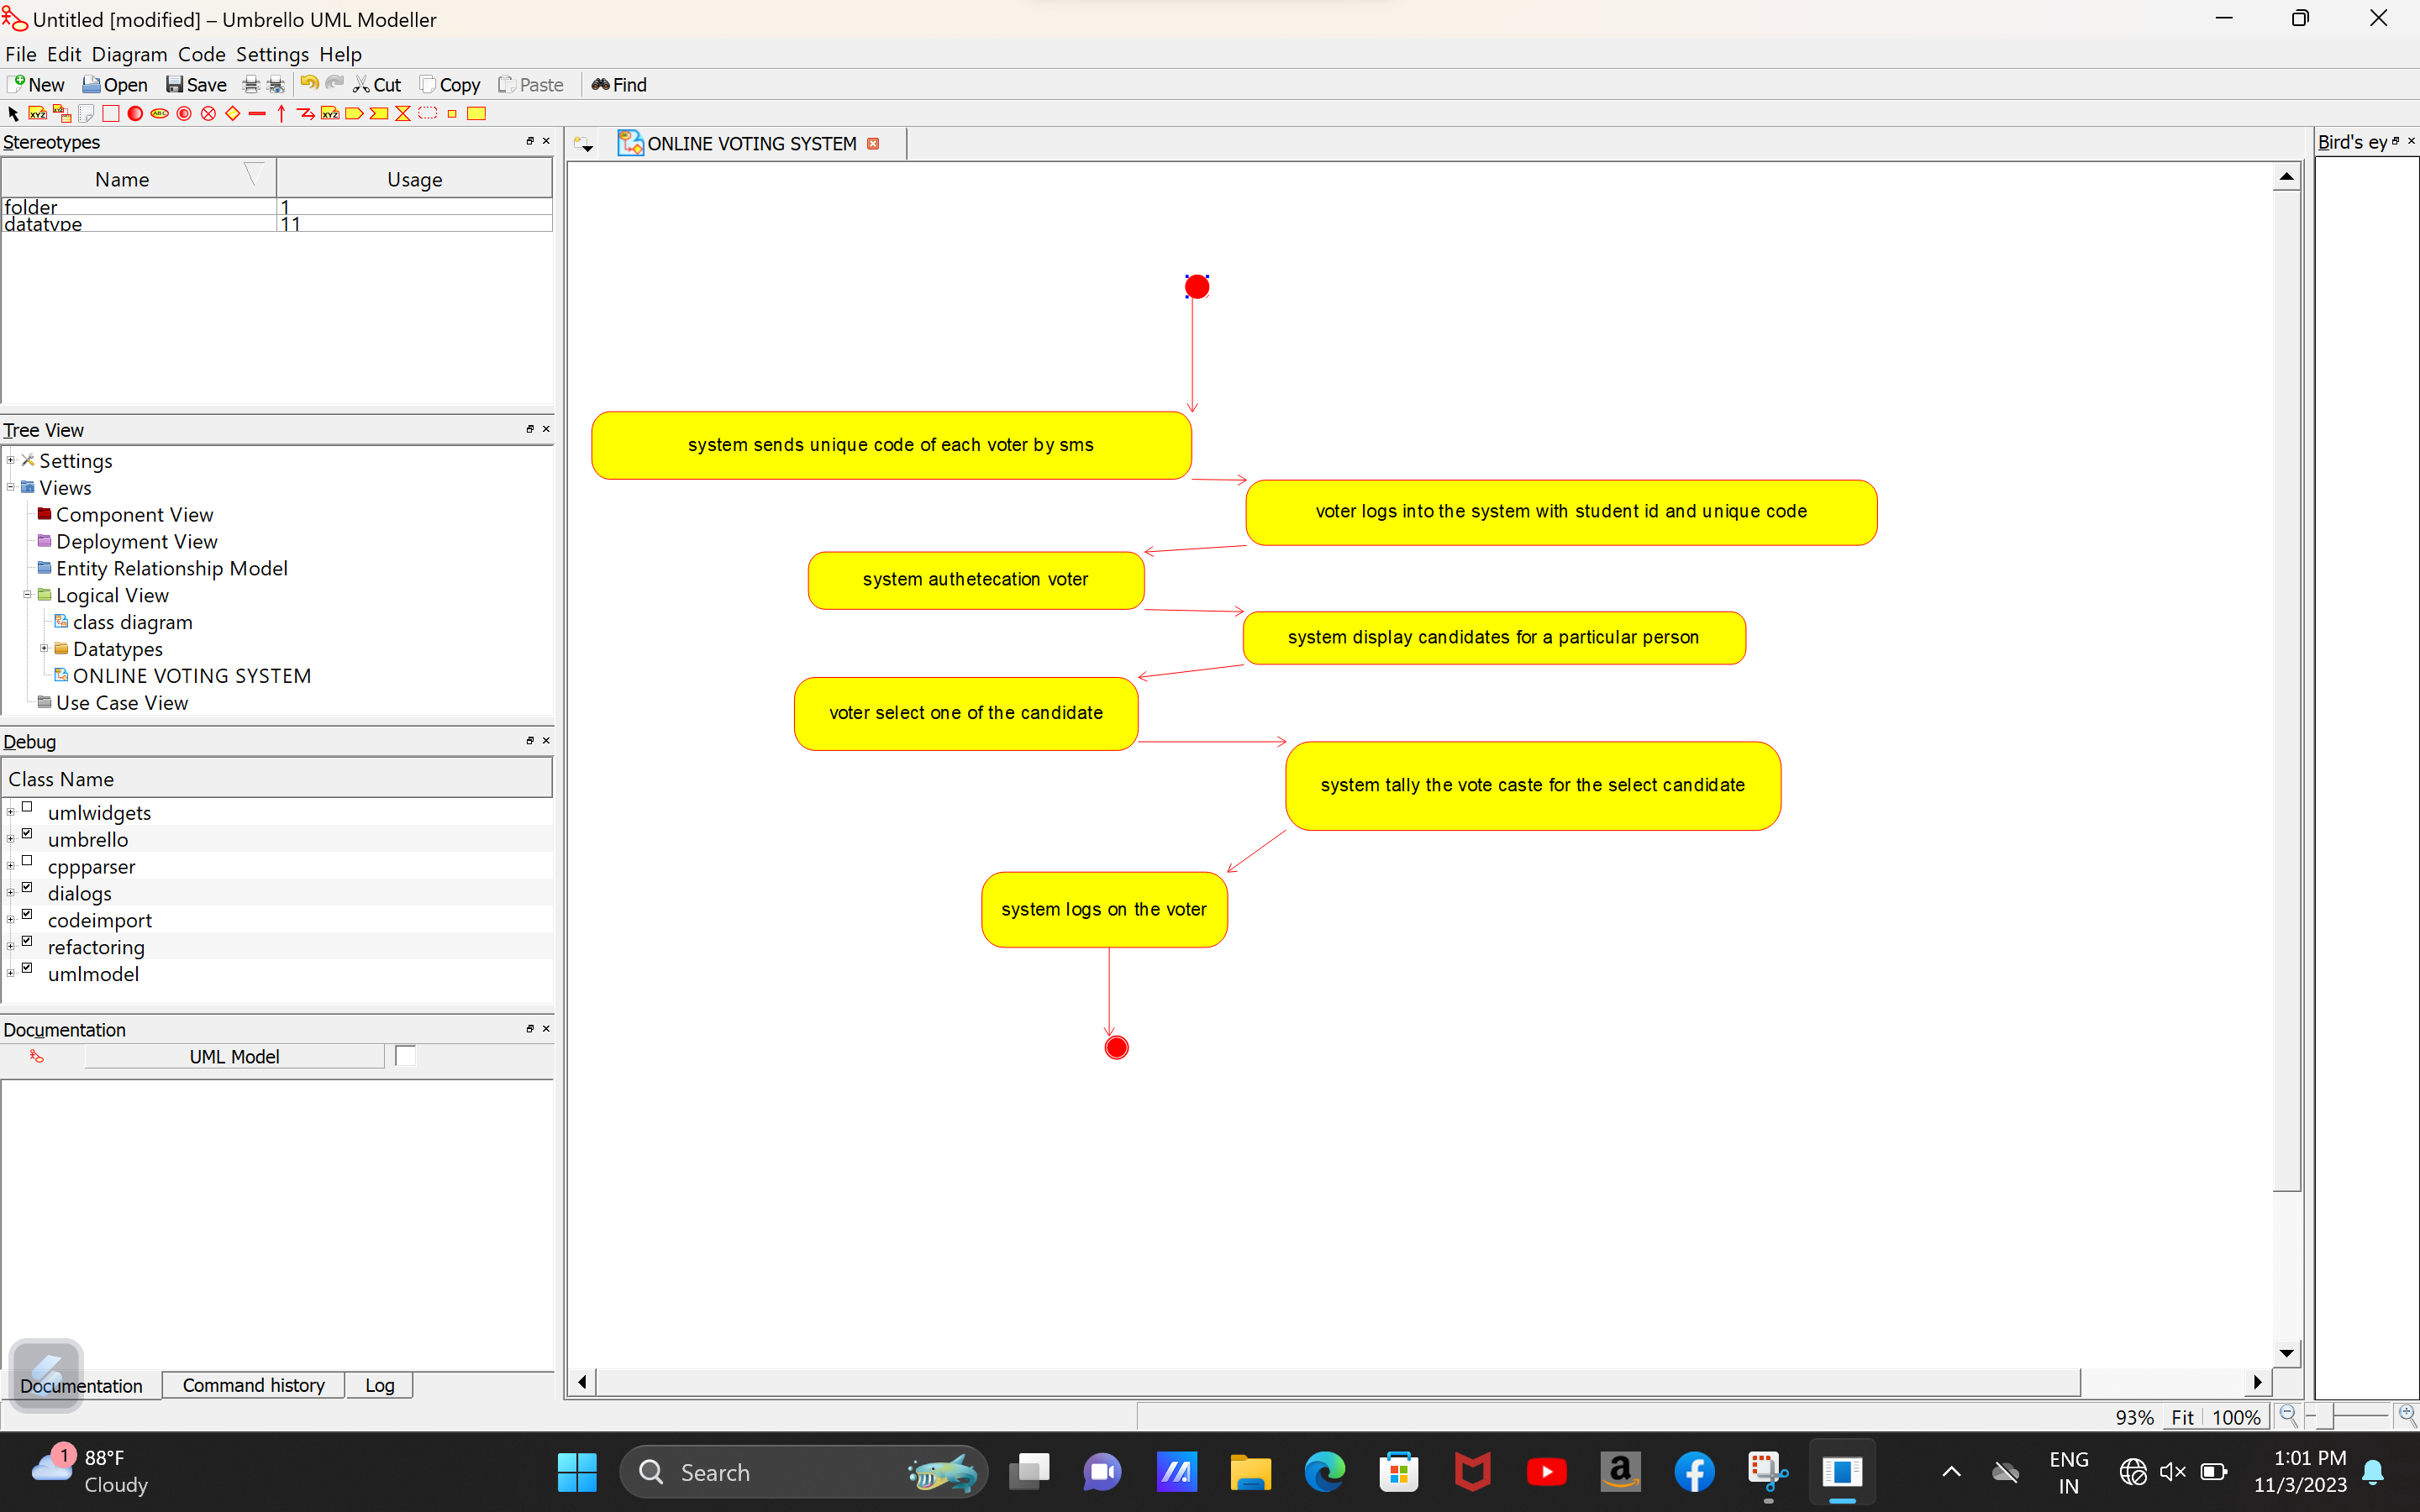 Untitled [modified] – Umbrello UML Modeller
File Edit Diagram Code Settings Help
New Open Save Cut Copy Paste Find
Stereotypes
Name Usage
folder 1
datatype 11
Tree View
Settings
Views
Component View
Deployment View
Entity Relationship Model
Logical View
class diagram
Datatypes
ONLINE VOTING SYSTEM
Use Case View
Debug
Class Name
umlwidgets
umbrello
cppparser
dialogs
codeimport
refactoring
umlmodel
Documentation
UML Model
Documentation Command history Log
ONLINE VOTING SYSTEM
system sends unique code of each voter by sms
voter logs into the system with student id and unique code
system authetecation voter
system display candidates for a particular person
voter select one of the candidate
system tally the vote caste for the select candidate
system logs on the voter
Bird's ey
93% Fit 100%
1
88°F
Cloudy
Search
ENG
IN
1:01 PM
11/3/2023